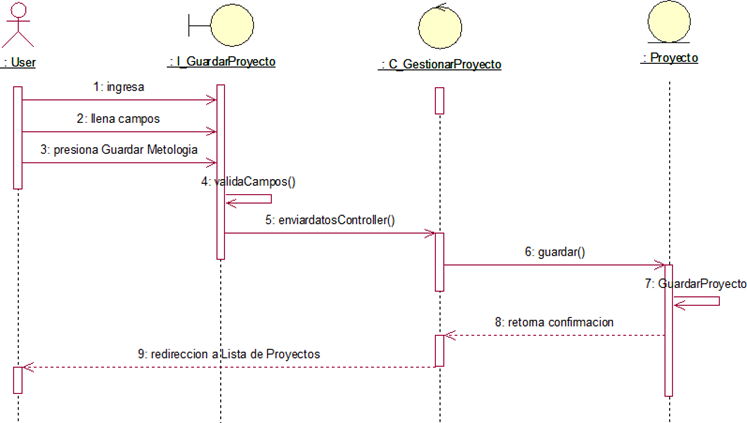 : User
: I_GuardarProyecto
: C_GestionarProyecto
: Proyecto
1: ingresa
2: llena campos
3: presiona Guardar Metologia
4: validaCampos()
5: enviardatosController()
6: guardar()
7: GuardarProyecto
8: retorna confirmacion
9: redireccion a Lista de Proyectos